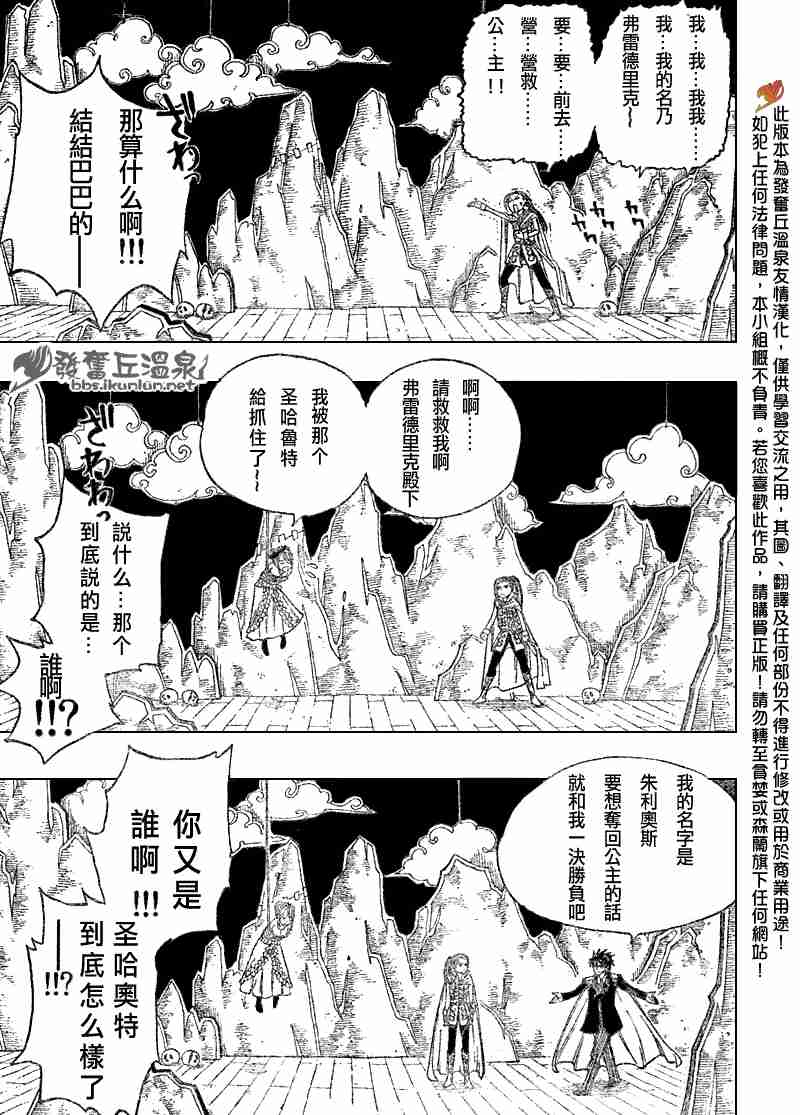 我…我…我我
我…我的名乃
弗雷德里克~
要…要…前去…
營…營救……
公…主!!
那算什么啊!!!
結結巴巴的——
ざわっ
カク
カク
發奮丘溫泉
bbs.ikunlun.net
啊啊……
請救救我啊
弗雷德里克殿下
我被那个
圣哈魯特
給抓住了~
ざわわっ
説什么…那个
到底説的是…
誰啊!!?
我的名字是
朱利奧斯
要想奪回公主的話
就和我一決勝負吧
你又是
誰啊!!!
圣哈奧特
到底怎么樣了
——!!?
此版本為發奮丘溫泉友情漢化，僅供學習交流之用，其圖、翻譯及任何部份不得進行修改或用於商業用途！
如犯上任何法律問題，本小組概不負責。若您喜歡此作品，請購買正版！請勿轉至貪婪或森蘭旗下任何網站！